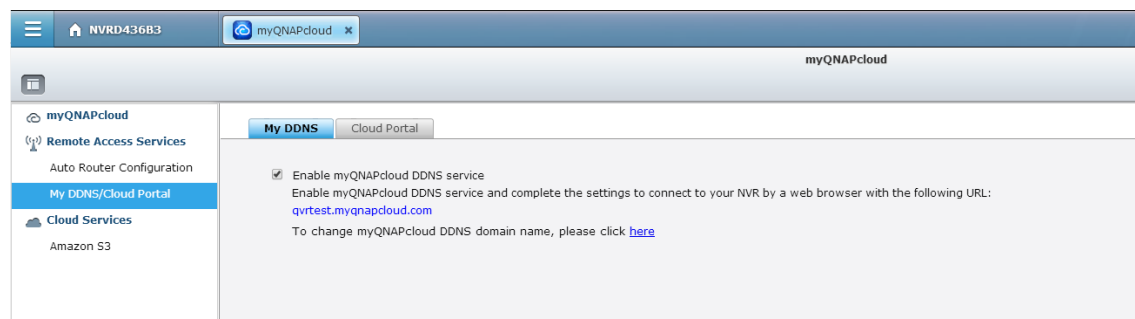 NVRD436B3
myQNAPcloud
myQNAPcloud
myQNAPcloud
Remote Access Services
Auto Router Configuration
My DDNS/Cloud Portal
Cloud Services
Amazon S3
My DDNS
Cloud Portal
Enable myQNAPcloud DDNS service
Enable myQNAPcloud DDNS service and complete the settings to connect to your NVR by a web browser with the following URL:
qvrtest.myqnapcloud.com
To change myQNAPcloud DDNS domain name, please click here